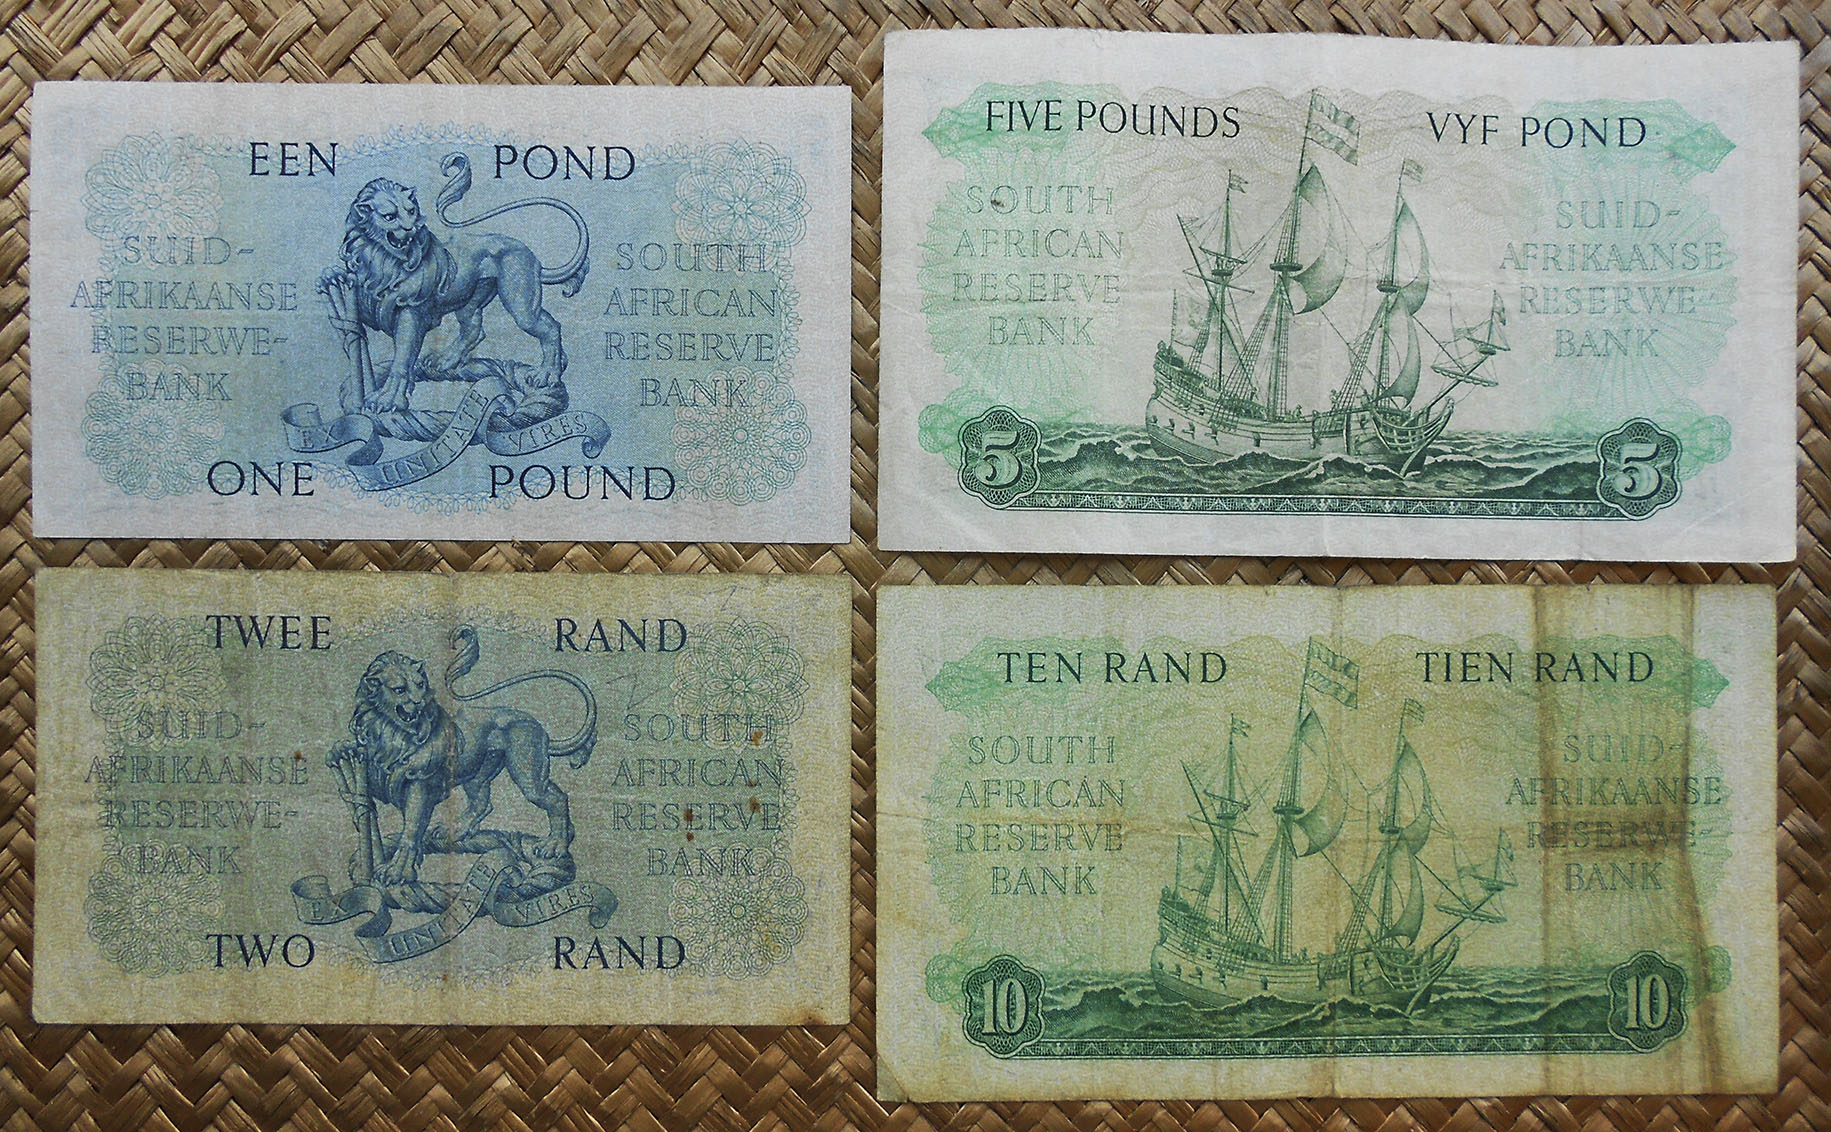 EEN POND
SUID-
AFRIKAANSE
RESERWE-
BANK
SOUTH
AFRICAN
RESERVE
BANK
EX UNITATE VIRES
ONE POUND
FIVE POUNDS VYF POND
SOUTH
AFRICAN
RESERVE
BANK
SUID-
AFRIKAANSE
RESERWE-
BANK
5 5
TWEE RAND
SUID-
AFRIKAANSE
RESERWE-
BANK
SOUTH
AFRICAN
RESERVE
BANK
EX UNITATE VIRES
TWO RAND
TEN RAND TIEN RAND
SOUTH
AFRICAN
RESERVE
BANK
SUID-
AFRIKAANSE
RESERWE-
BANK
10 10